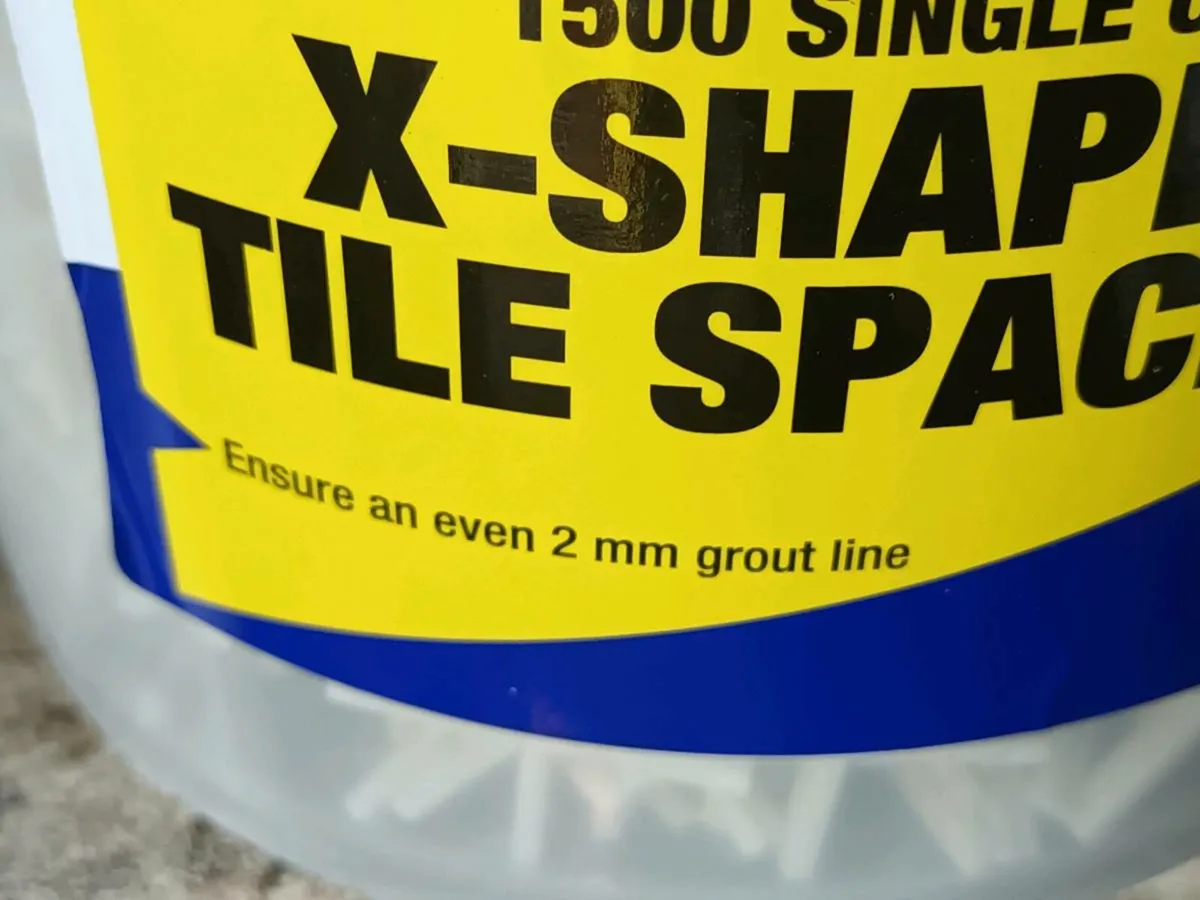 1500 SINGLE
X-SHAP
TILE SPAC
Ensure an even 2 mm grout line